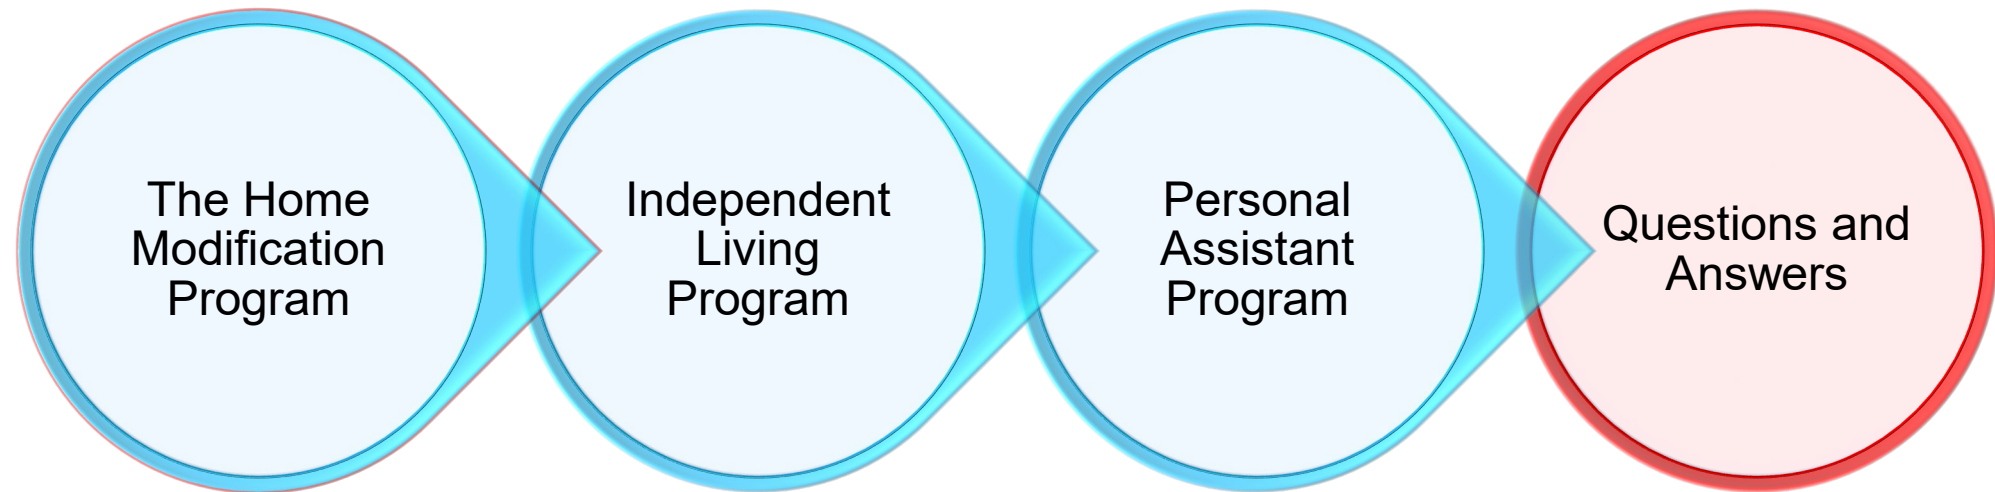 The Home
Modification
Program
Independent
Living
Program
Personal
Assistant
Program
Questions and
Answers